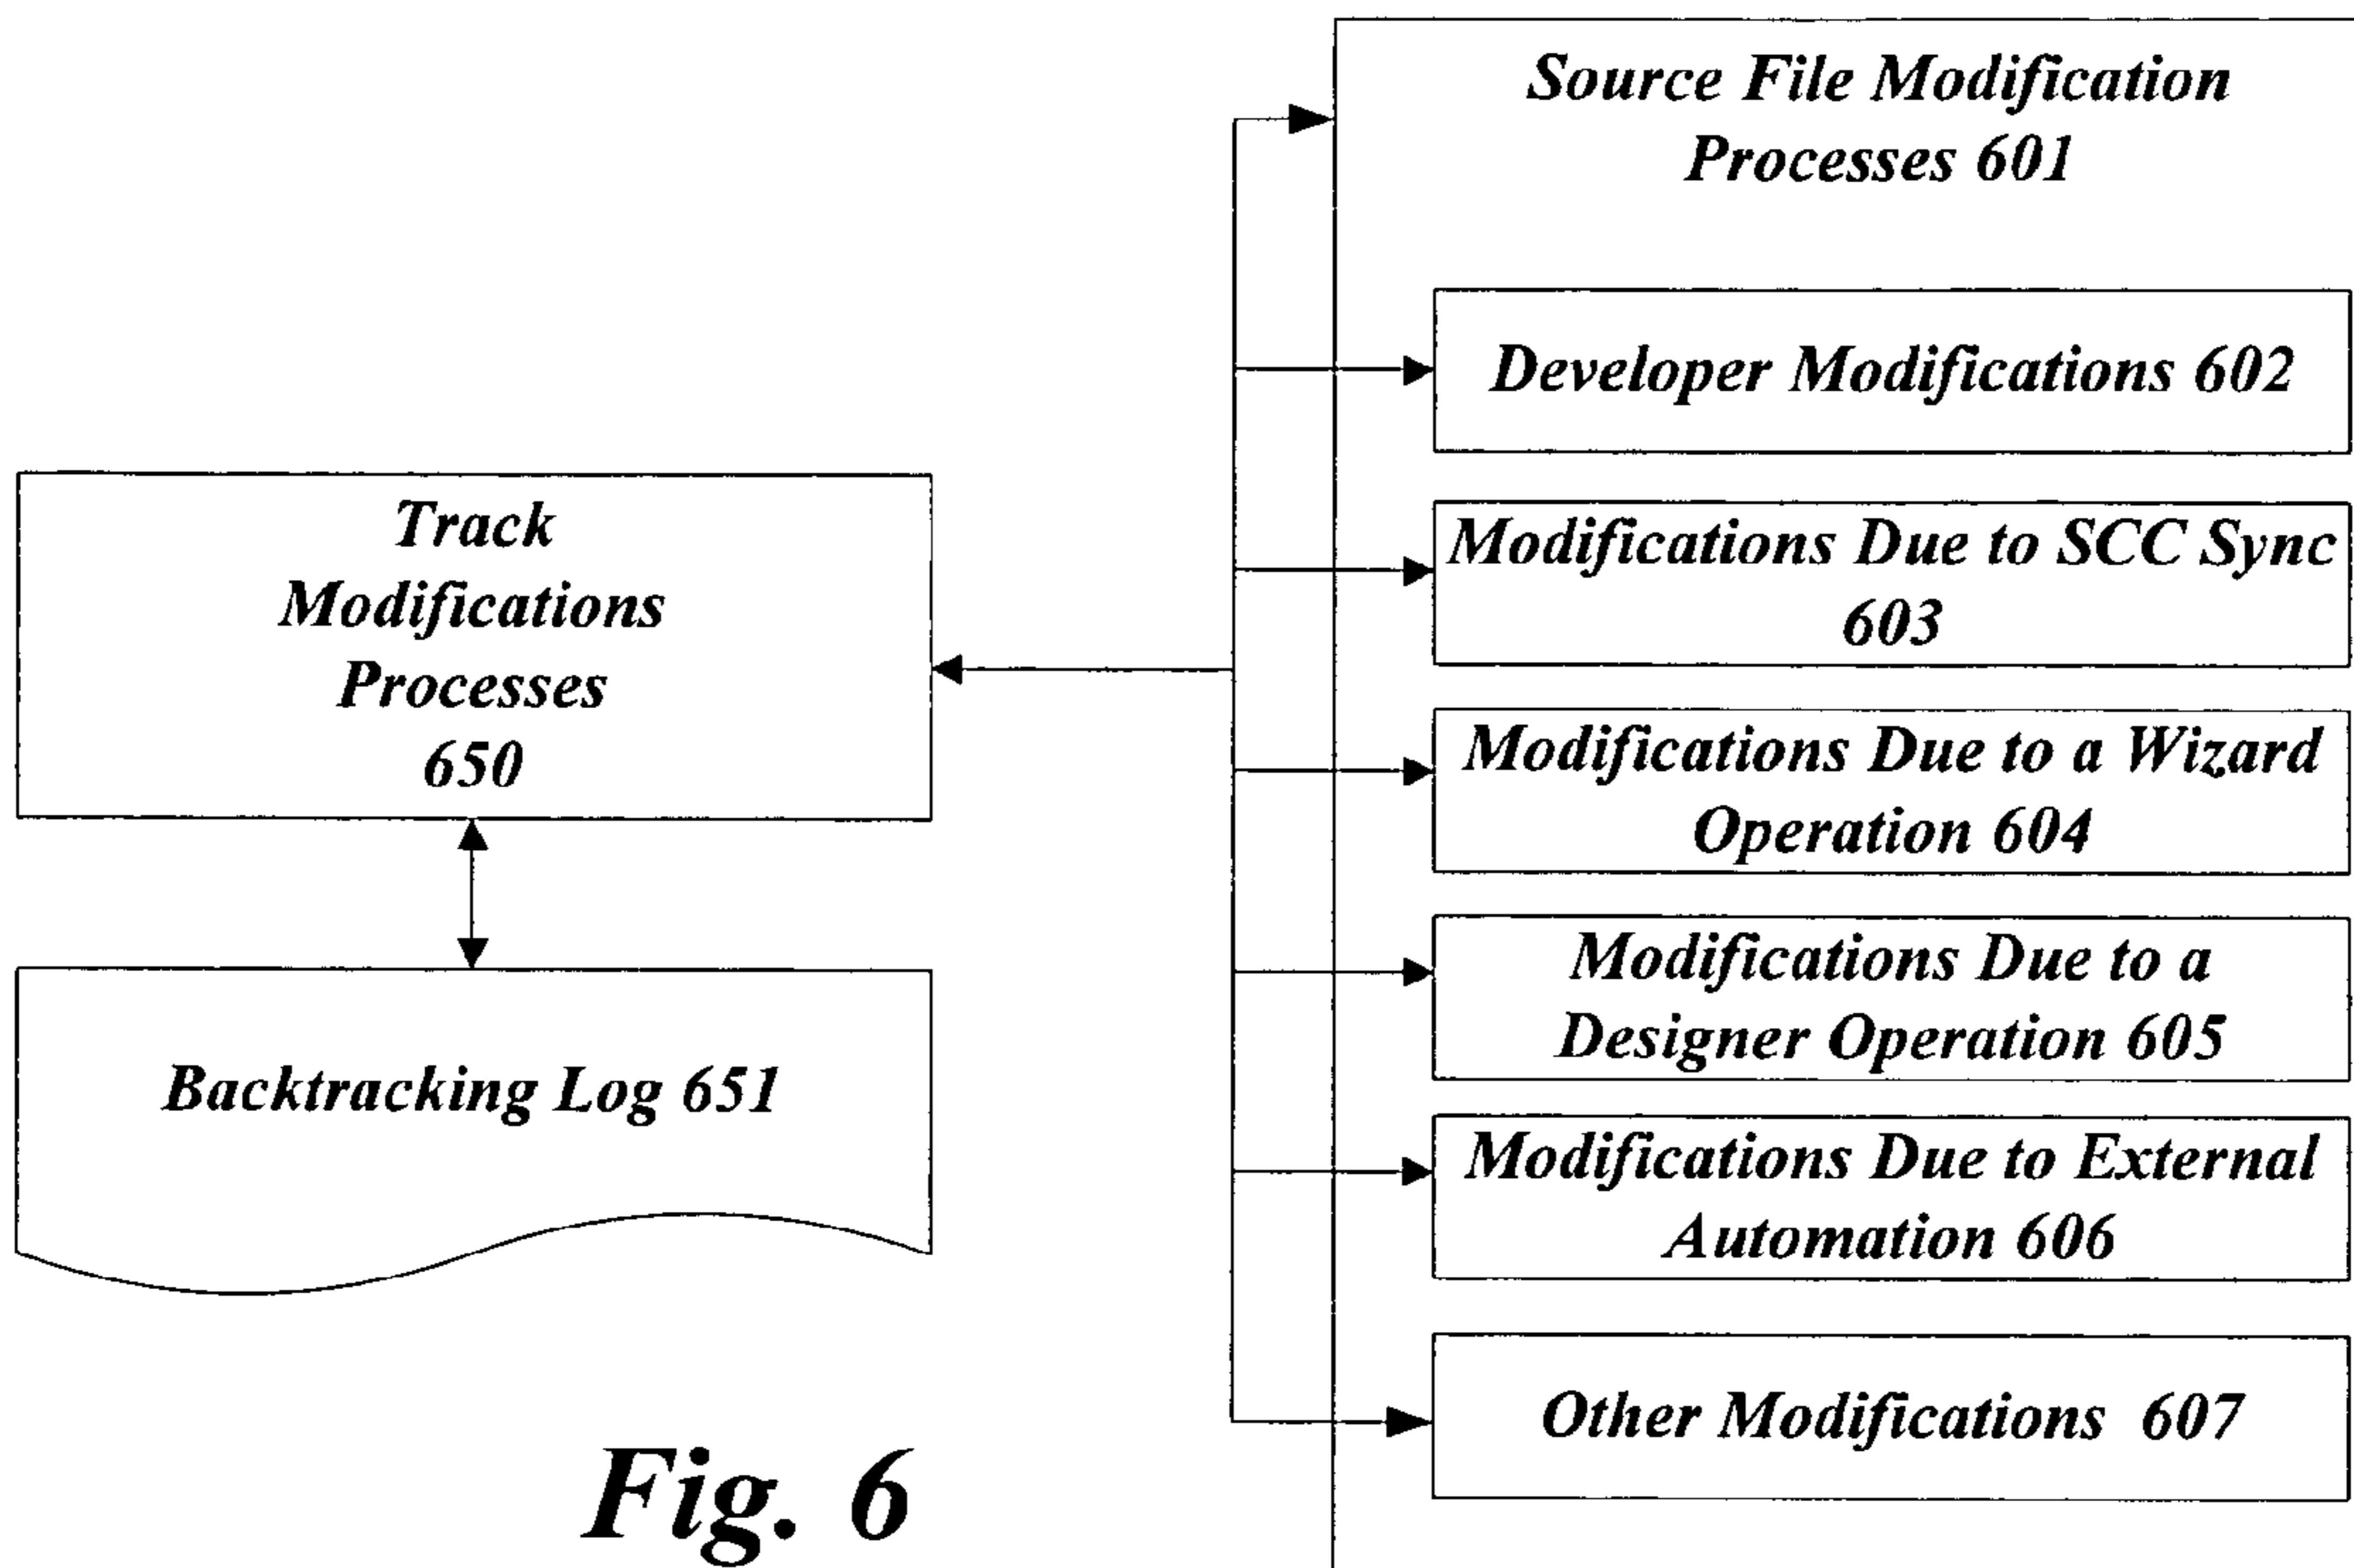 Source File Modification
Processes 601
Developer Modifications 602
Modifications Due to SCC Sync
603
Modifications Due to a Wizard
Operation 604
Modifications Due to a
Designer Operation 605
Modifications Due to External
Automation 606
Other Modifications 607
Track
Modifications
Processes
650
Backtracking Log 651
Fig. 6